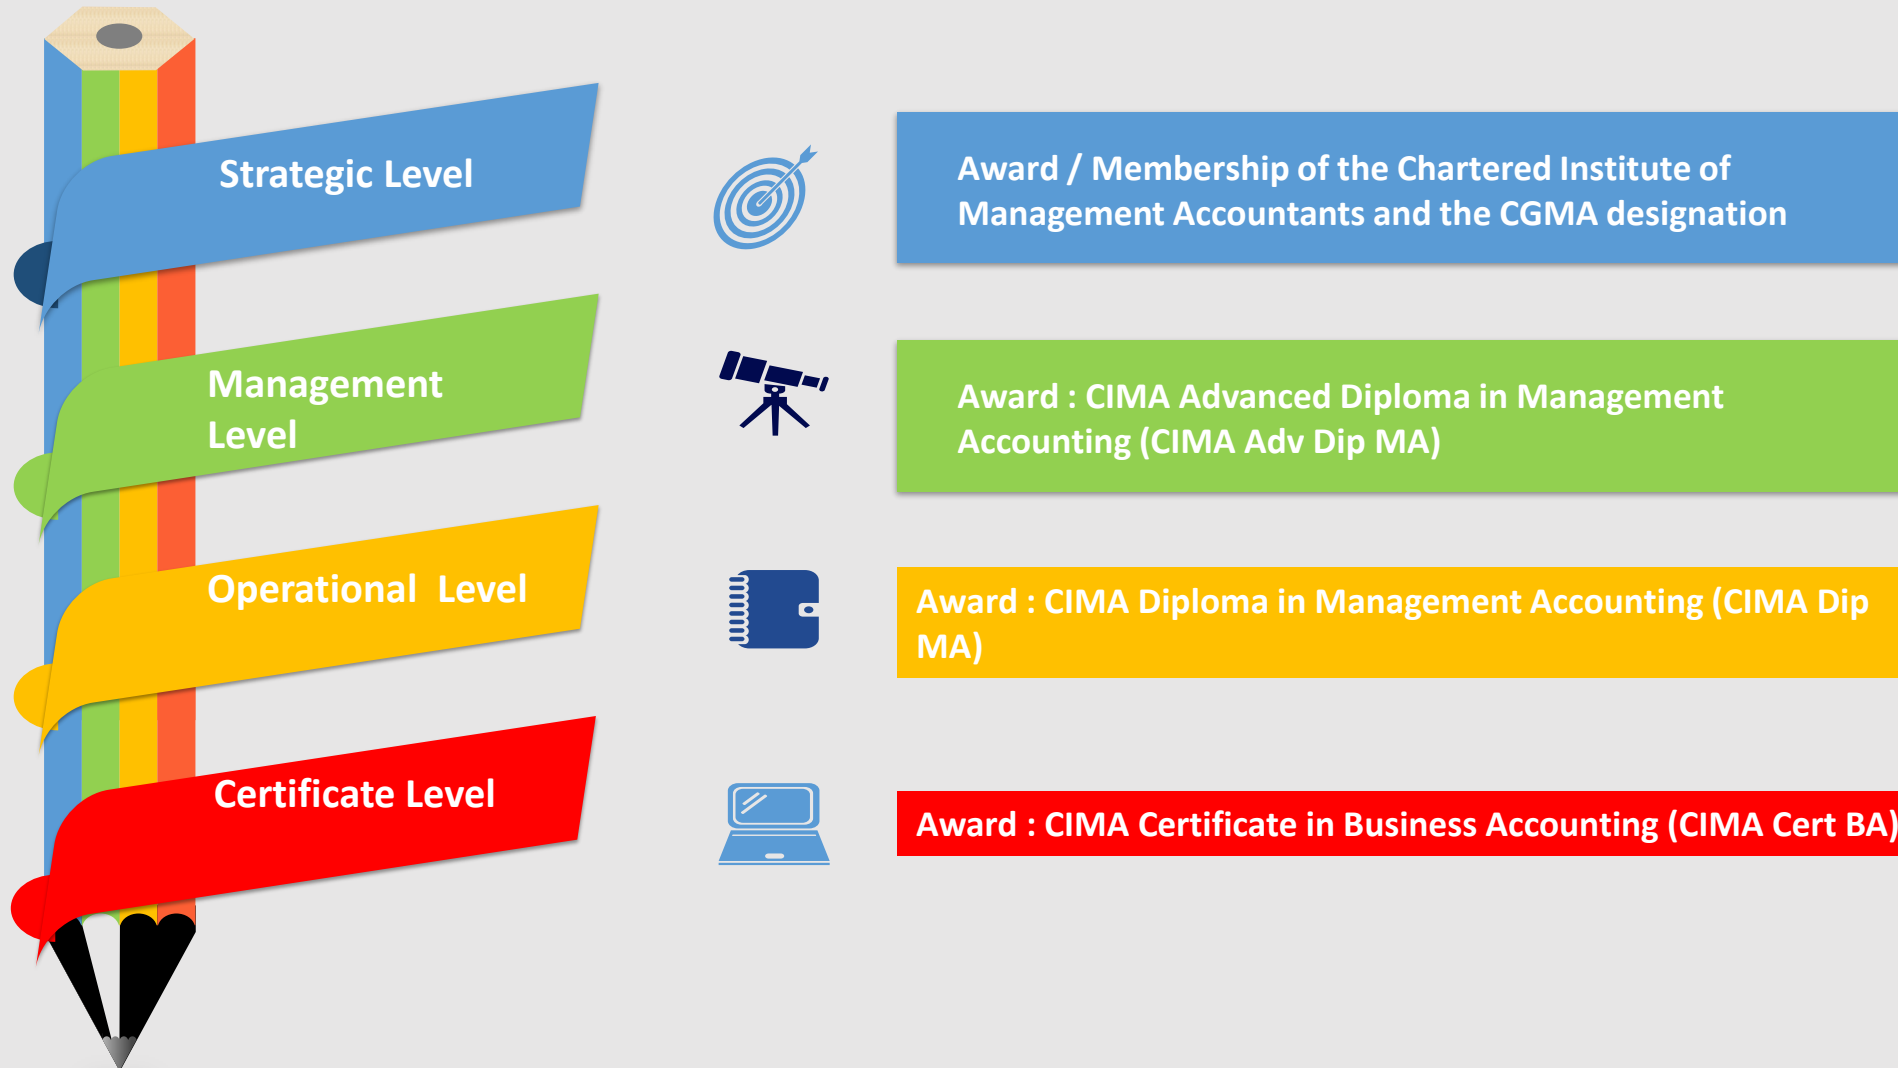 Strategic Level
Award / Membership of the Chartered Institute of
Management Accountants and the CGMA designation
Management
Level
Award : CIMA Advanced Diploma in Management
Accounting (CIMA Adv Dip MA)
Operational  Level
Award : CIMA Diploma in Management Accounting (CIMA Dip
MA)
Certificate Level
Award : CIMA Certificate in Business Accounting (CIMA Cert BA)